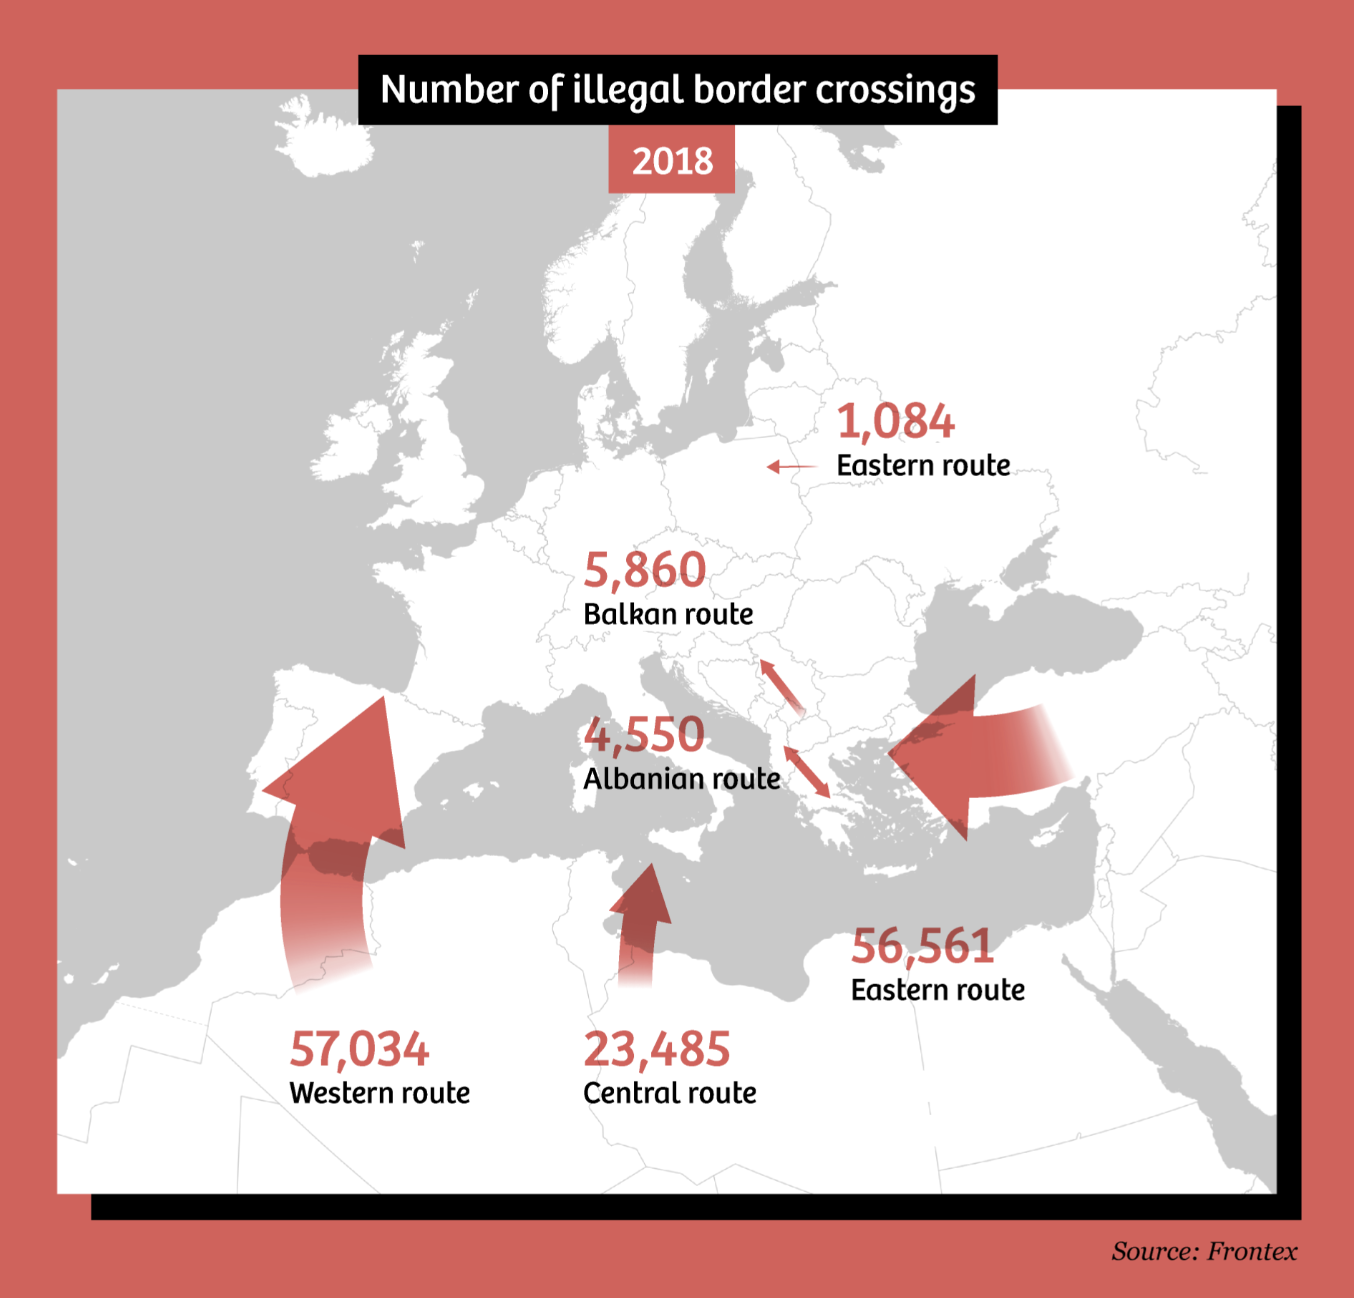 Number of illegal border crossings
2018
1,084
Eastern route
5,860
Balkan route
4,550
Albanian route
56,561
Eastern route
57,034
Western route
23,485
Central route
Source: Frontex